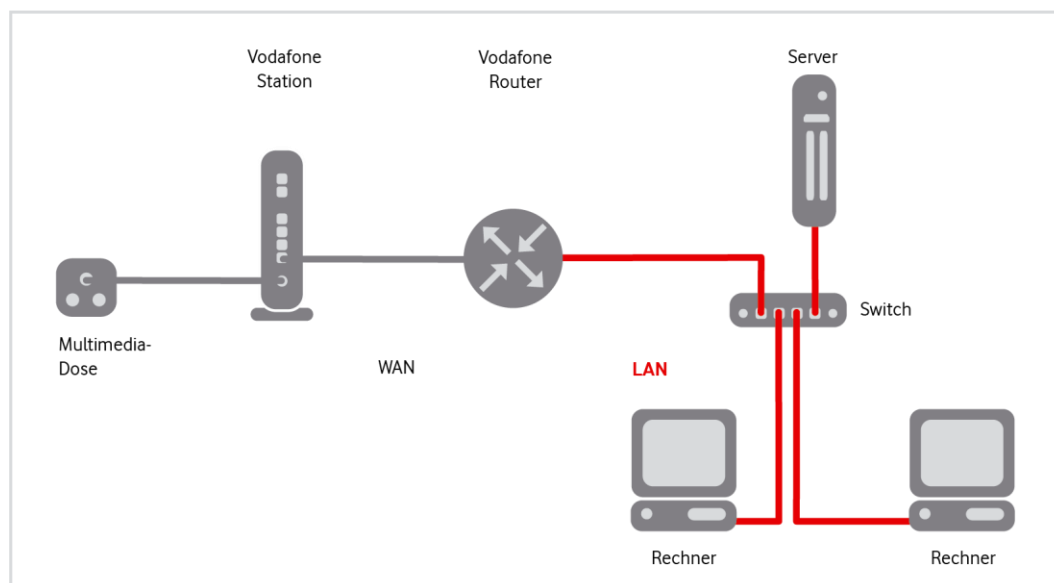 Vodafone
Station
Vodafone
Router
Server
Switch
Multimedia-
Dose
WAN
LAN
Rechner
Rechner